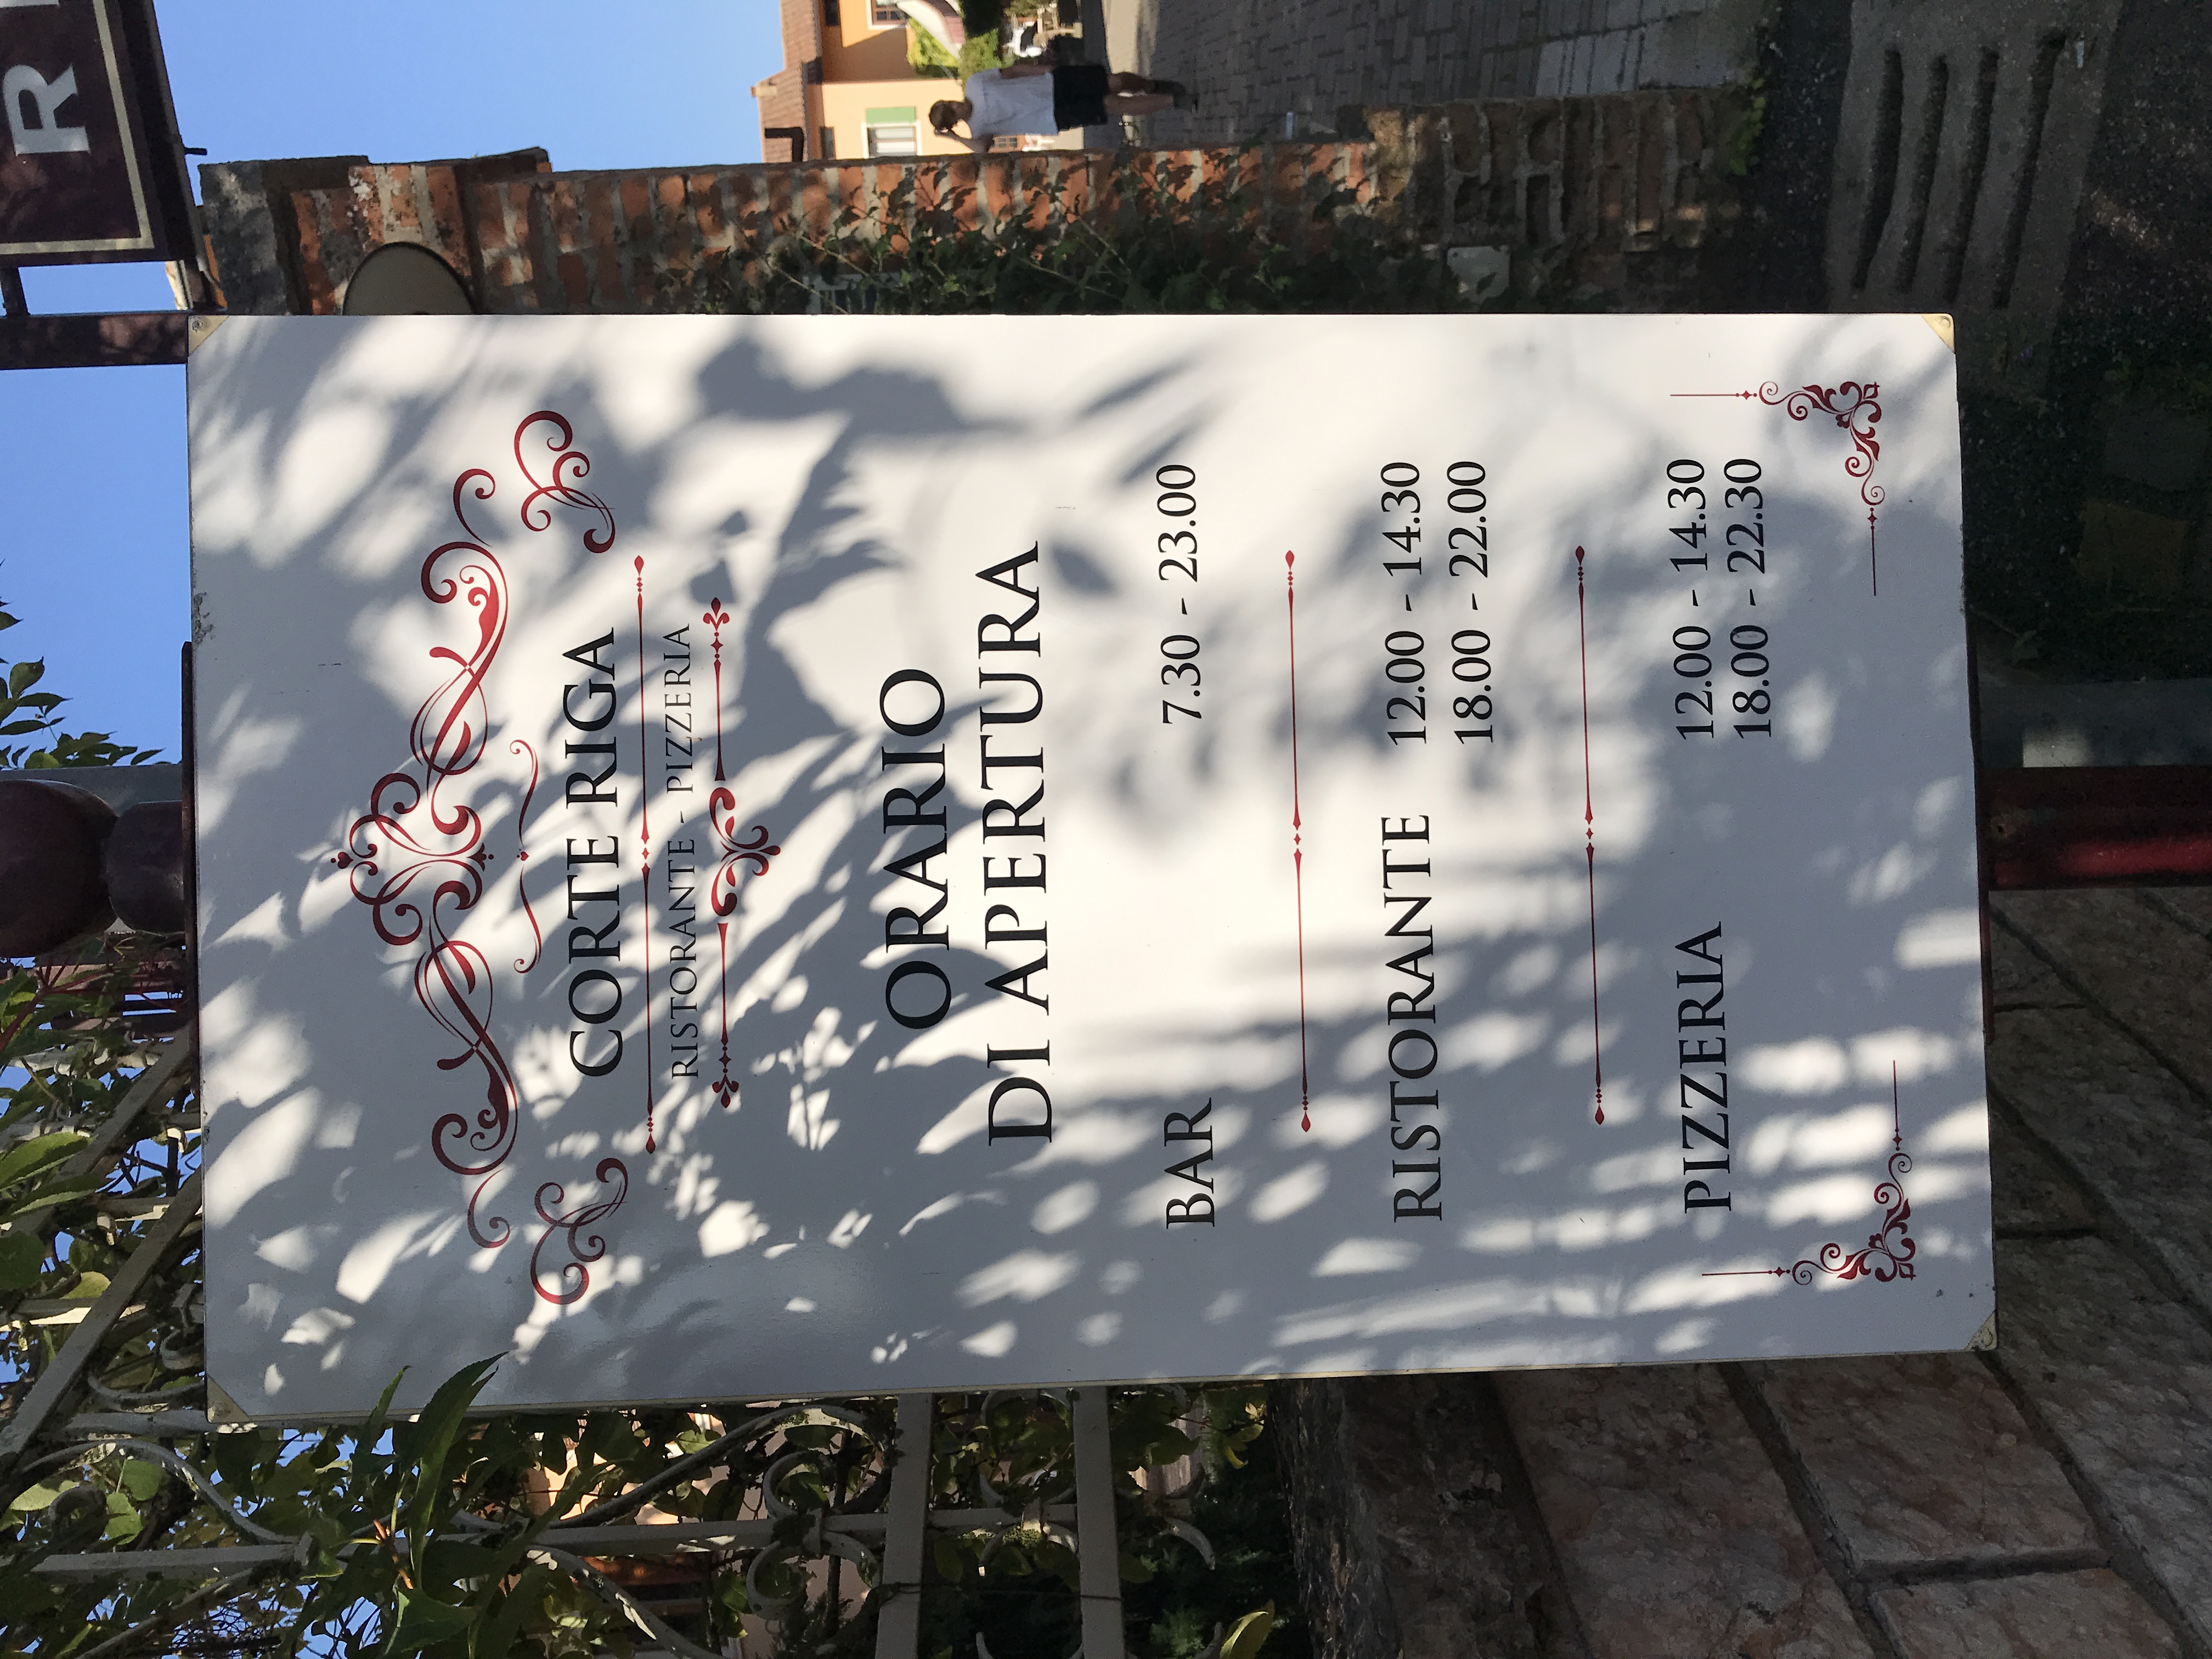 R
CORTE RIGA
RISTORANTE - PIZZERIA
ORARIO
DI APERTURA
BAR 7.30 - 23.00
RISTORANTE 12.00 - 14.30
18.00 - 22.00
PIZZERIA 12.00 - 14.30
18.00 - 22.30